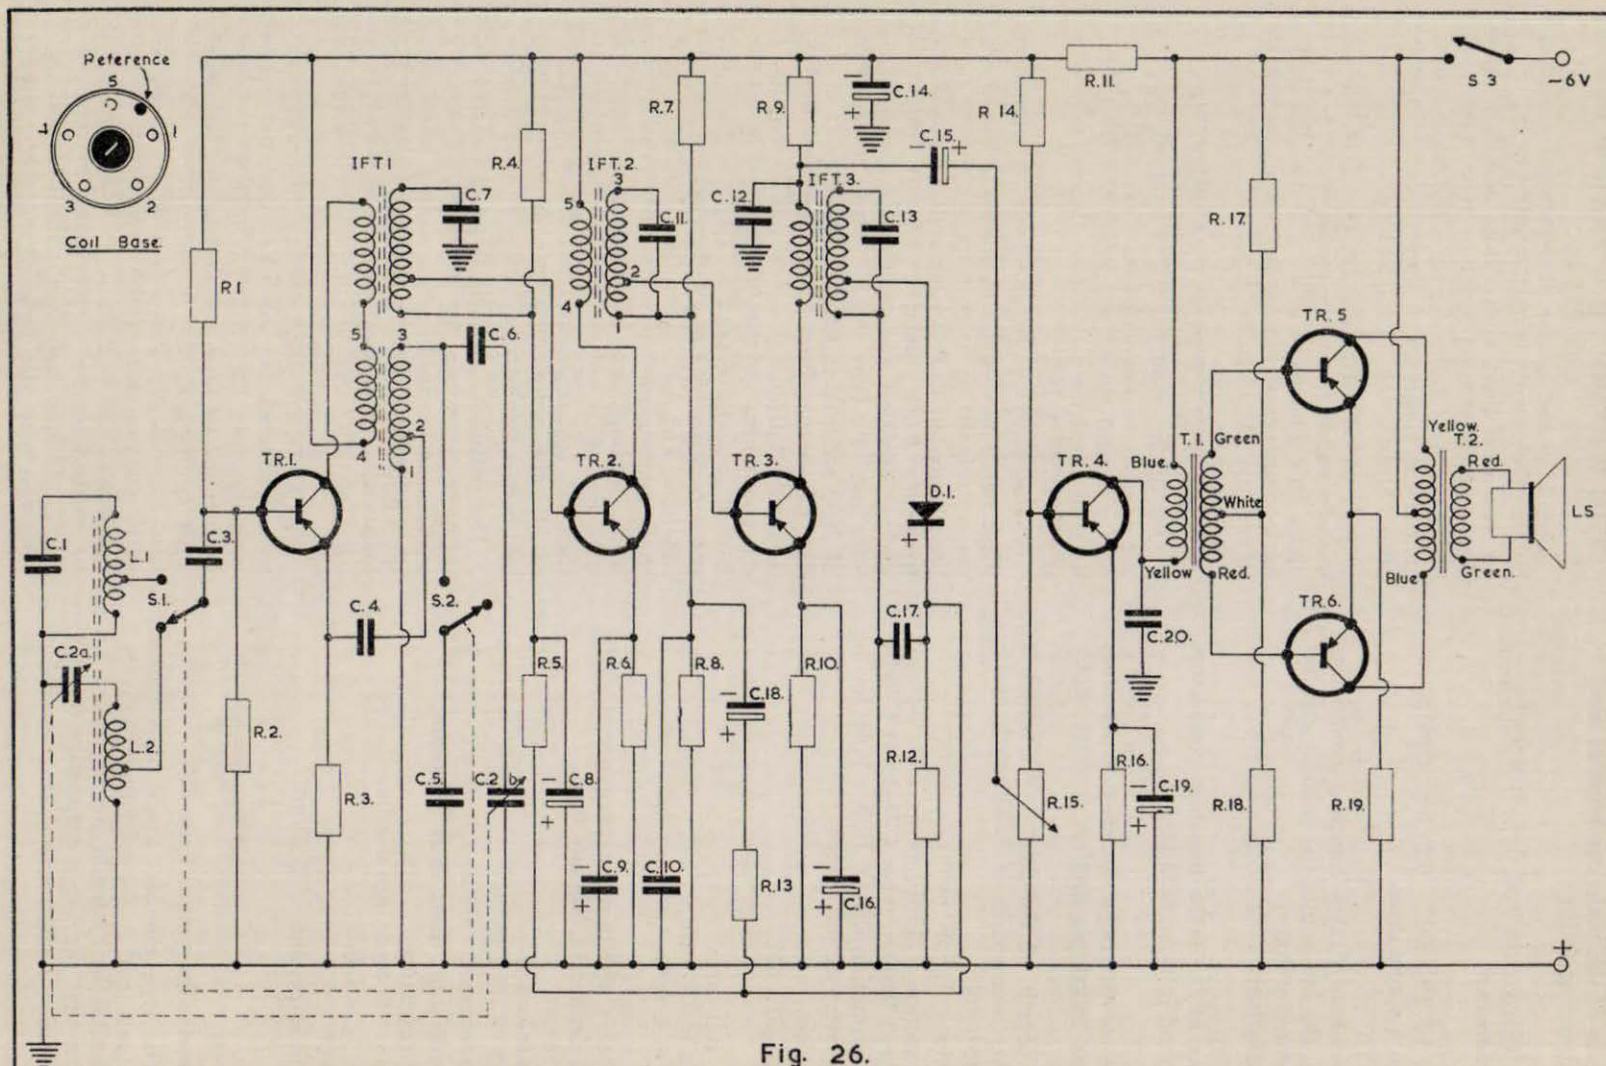 Reference
5
4
1
3
2
Coil Base
R1
IFT1
C.7
R.4.
IFT.2.
5
3
C.11.
2
4
1
R.7.
R 9.
C.14.
−
+
C.15.
− +
C.12.
IFT.3.
C.13
R 14.
R.11.
S 3
−6V
R.17.
5
3
C.6.
2
4
1
TR.1.
TR.2.
TR.3.
D.1.
+
TR.4.
Blue.
T.1.
Green
White
Yellow
Red.
TR. 5
Yellow.
T.2.
Red.
LS
Blue
Green.
TR.6.
C.1
L.1
S.1.
C.3.
C.2a.
L.2.
R.2.
C.4.
R.3.
S.2.
C.5.
C.2 b
−
C.8.
+
R.5.
R.6.
R.8.
−
C.18.
+
R.10.
C.17.
R.12.
R.15.
C.20.
R.16.
−
C.19.
+
R.18.
R.19.
−
C.9.
+
C.10.
R.13
−
+
C.16.
+
Fig. 26.